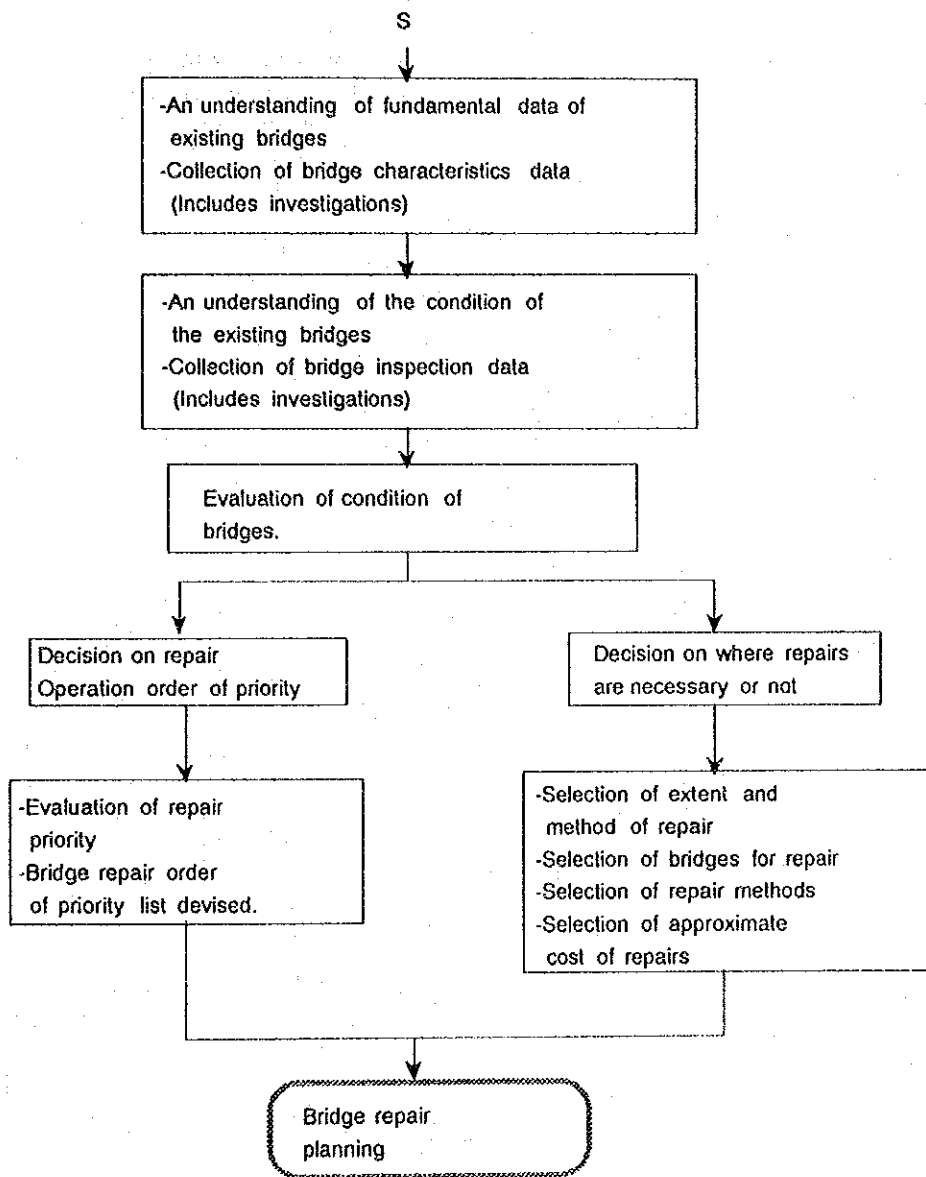 S
-An understanding of fundamental data of
existing bridges
-Collection of bridge characteristics data
(Includes investigations)
-An understanding of the condition of
the existing bridges
-Collection of bridge inspection data
(Includes investigations)
Evaluation of condition of
bridges.
Decision on repair
Operation order of priority
Decision on where repairs
are necessary or not
-Evaluation of repair
priority
-Bridge repair order
of priority list devised.
-Selection of extent and
method of repair
-Selection of bridges for repair
-Selection of repair methods
-Selection of approximate
cost of repairs
Bridge repair
planning